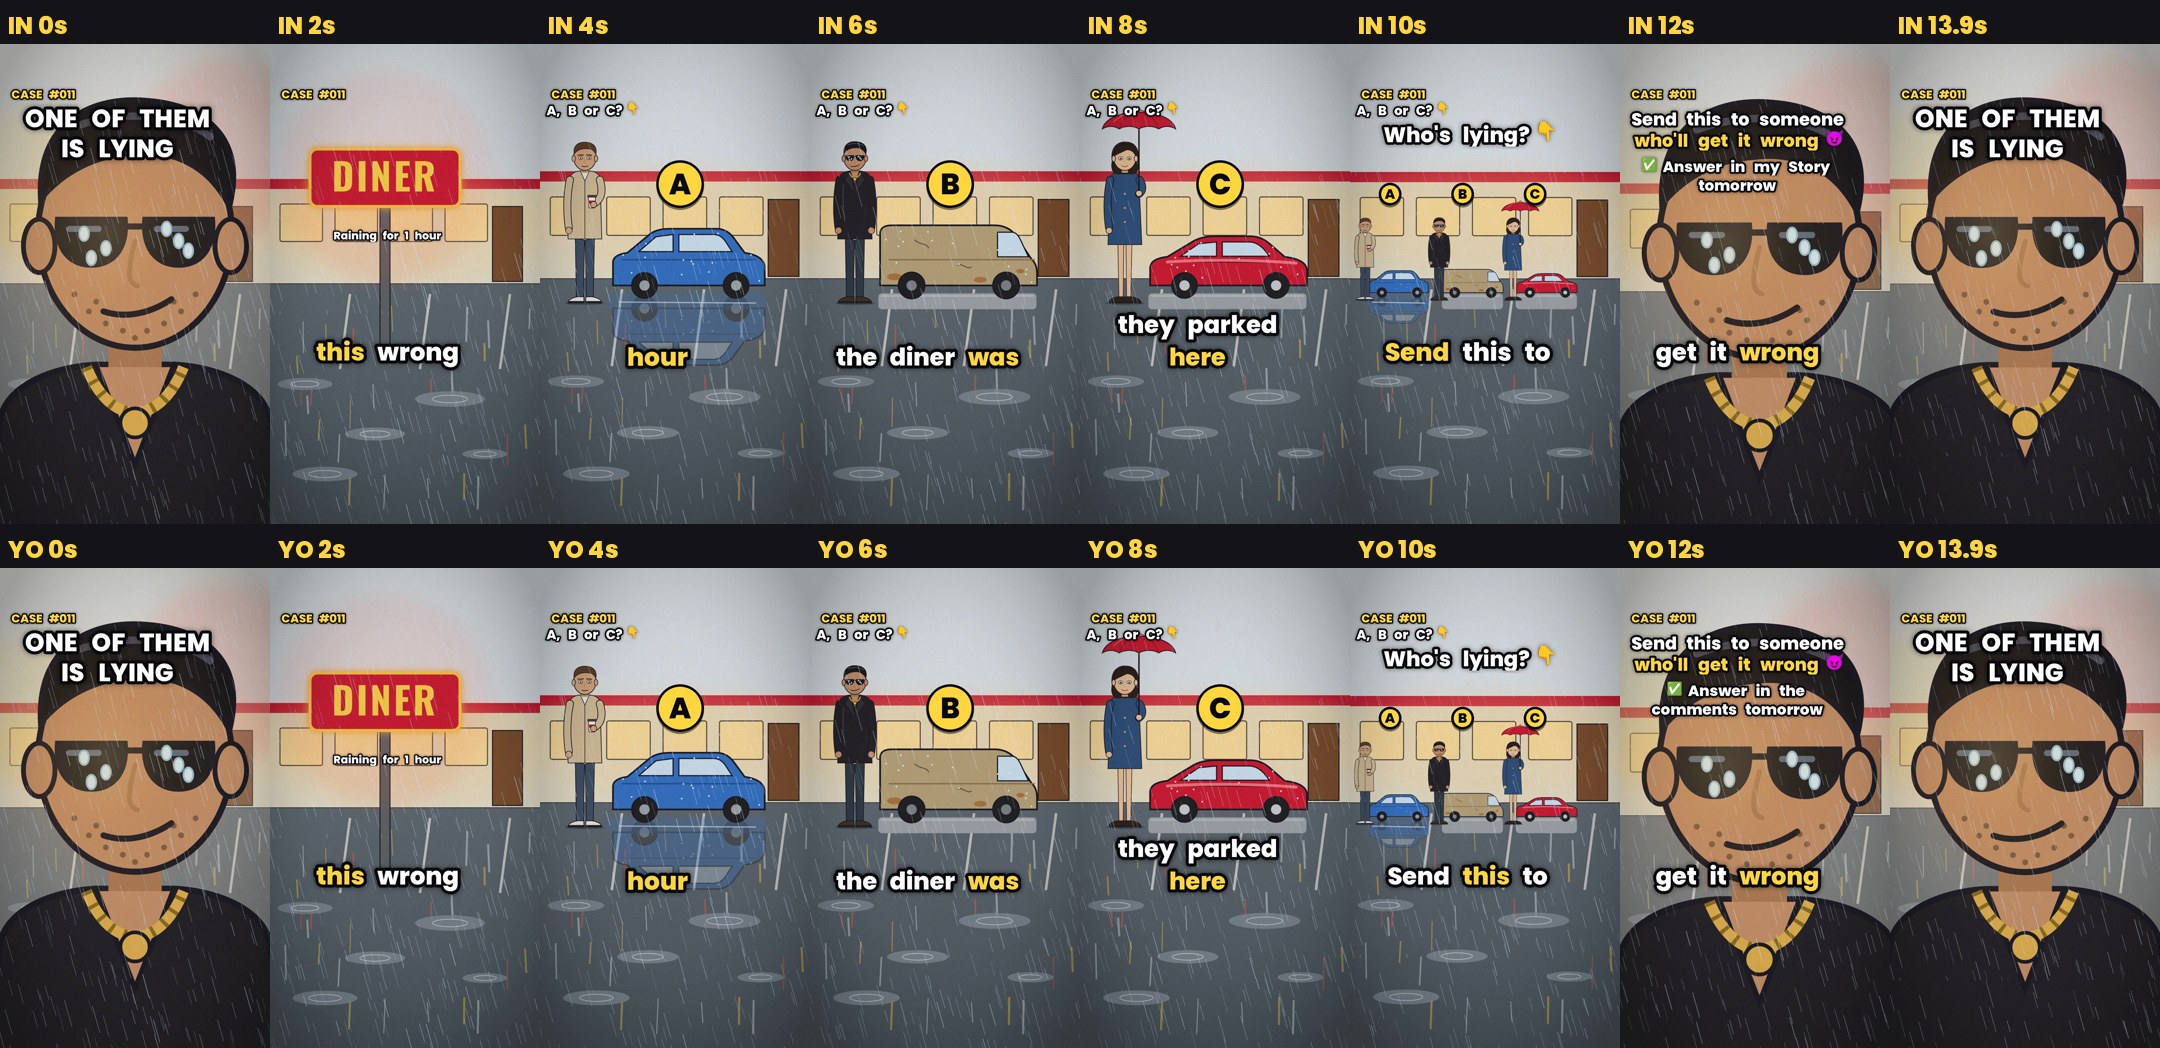 IN 0s
CASE #011
ONE OF THEM
IS LYING
IN 2s
CASE #011
DINER
Raining for 1 hour
this wrong
IN 4s
CASE #011
A, B or C? 👇
A
hour
IN 6s
CASE #011
A, B or C? 👇
B
the diner was
IN 8s
CASE #011
A, B or C? 👇
C
they parked
here
IN 10s
CASE #011
A, B or C? 👇
Who's lying? 👇
A
B
C
Send this to
IN 12s
CASE #011
Send this to someone
who'll get it wrong 😈
✅ Answer in my Story
tomorrow
get it wrong
IN 13.9s
CASE #011
ONE OF THEM
IS LYING
YO 0s
CASE #011
ONE OF THEM
IS LYING
YO 2s
CASE #011
DINER
Raining for 1 hour
this wrong
YO 4s
CASE #011
A, B or C? 👇
A
hour
YO 6s
CASE #011
A, B or C? 👇
B
the diner was
YO 8s
CASE #011
A, B or C? 👇
C
they parked
here
YO 10s
CASE #011
A, B or C? 👇
Who's lying? 👇
A
B
C
Send this to
YO 12s
CASE #011
Send this to someone
who'll get it wrong 😈
✅ Answer in the
comments tomorrow
get it wrong
YO 13.9s
CASE #011
ONE OF THEM
IS LYING